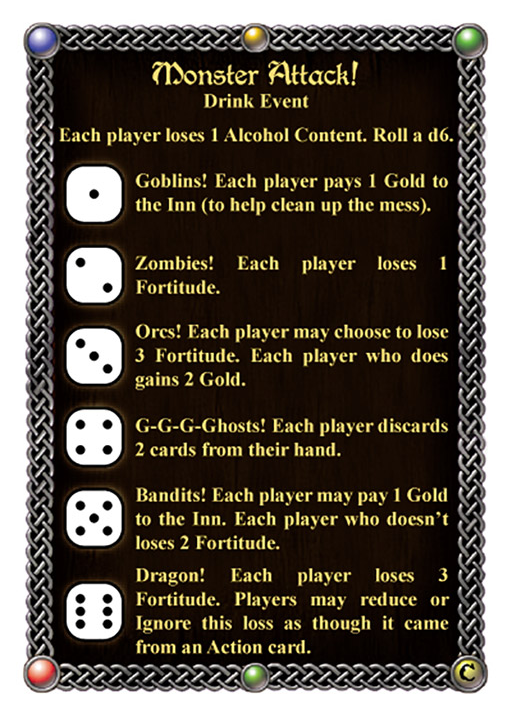 Monster Attack!
Drink Event
Each player loses 1 Alcohol Content. Roll a d6.
Goblins! Each player pays 1 Gold to
the Inn (to help clean up the mess).
Zombies! Each player loses 1
Fortitude.
Orcs! Each player may choose to lose
3 Fortitude. Each player who does
gains 2 Gold.
G-G-G-Ghosts! Each player discards
2 cards from their hand.
Bandits! Each player may pay 1 Gold
to the Inn. Each player who doesn't
loses 2 Fortitude.
Dragon! Each player loses 3
Fortitude. Players may reduce or
Ignore this loss as though it came
from an Action card.
C